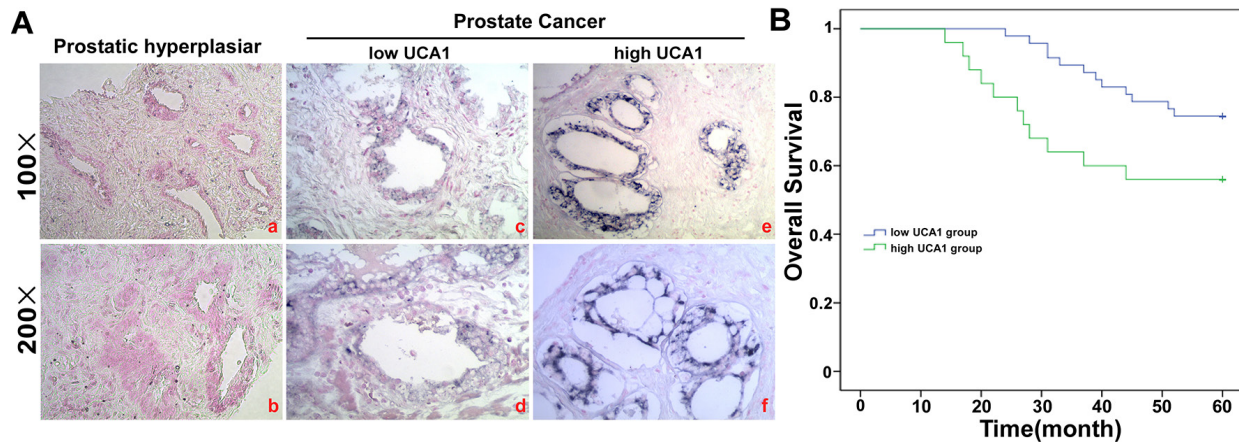 A
Prostate Cancer
Prostatic hyperplasiar
low UCA1
high UCA1
100×
a
c
e
200×
b
d
f
B
Overall Survival
1
0.8
0.6
0.4
0.2
0
low UCA1 group
high UCA1 group
0 10 20 30 40 50 60
Time(month)